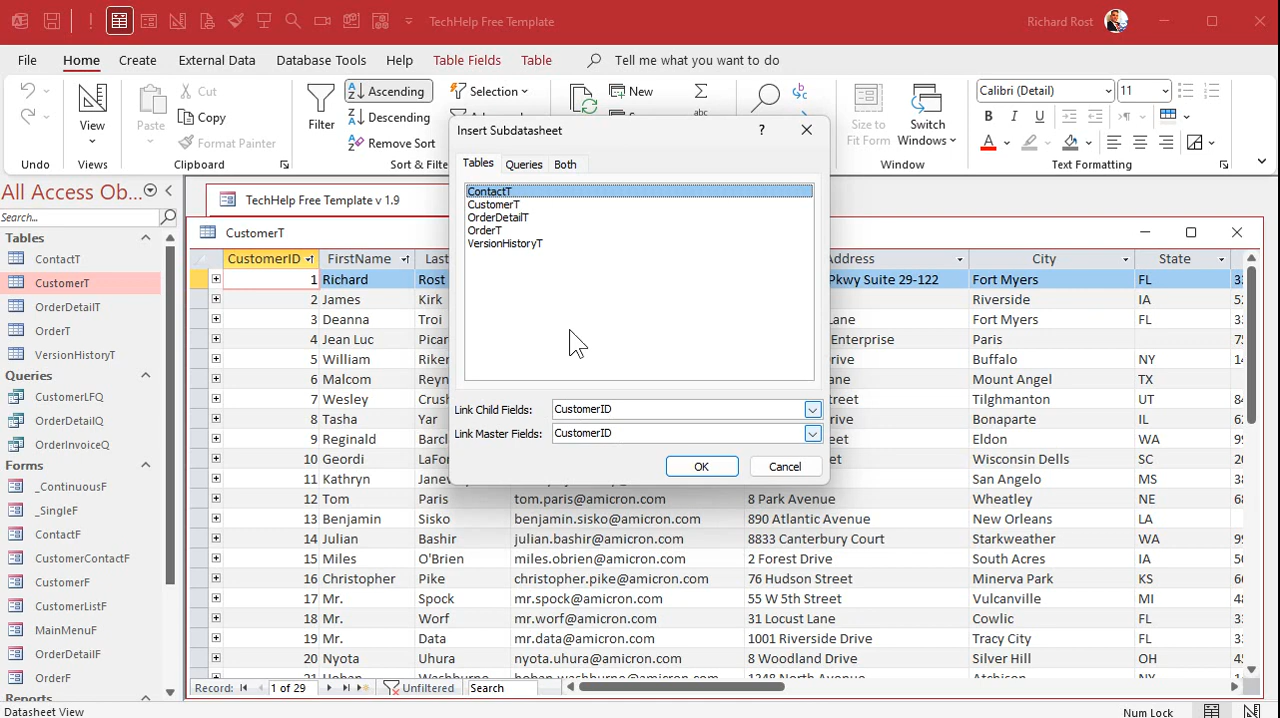 TechHelp Free Template
Richard Rost
File Home Create External Data Database Tools Help Table Fields Table Tell me what you want to do
View
Views
Undo
Paste
Cut
Copy
Format Painter
Clipboard
Filter
Ascending
Descending
Remove Sort
Selection
New
Size to Fit Form
Switch Windows
Window
Calibri (Detail) 11
B I U
Text Formatting
All Access Ob...
Search...
Tables
ContactT
CustomerT
OrderDetailT
OrderT
VersionHistoryT
Queries
CustomerLFQ
OrderDetailQ
OrderInvoiceQ
Forms
_ContinuousF
_SingleF
ContactF
CustomerContactF
CustomerF
CustomerListF
MainMenuF
OrderDetailF
OrderF
Reports
TechHelp Free Template v 1.9
CustomerT
Insert Subdatasheet ?
Tables Queries Both
ContactT
CustomerT
OrderDetailT
OrderT
VersionHistoryT
Link Child Fields: CustomerID
Link Master Fields: CustomerID
OK Cancel
CustomerID FirstName Last Address City State
1 Richard Rost Pkwy Suite 29-122 Fort Myers FL
2 James Kirk Riverside IA
3 Deanna Troi Lane Fort Myers FL
4 Jean Luc Picar Enterprise Paris
5 William Riker Drive Buffalo NY
6 Malcom Reyn Mount Angel TX
7 Wesley Crush Street Tilghmanton UT
8 Tasha Yar Drive Bonaparte IL
9 Reginald Barcl Eldon WA
10 Geordi LaFo Wisconsin Dells SC
11 Kathryn Janew San Angelo MS
12 Tom Paris tom.paris@amicron.com 8 Park Avenue Wheatley NE
13 Benjamin Sisko benjamin.sisko@amicron.com 890 Atlantic Avenue New Orleans LA
14 Julian Bashir julian.bashir@amicron.com 8833 Canterbury Court Starkweather WA
15 Miles O'Brien miles.obrien@amicron.com 2 Forest Drive South Acres IA
16 Christopher Pike christopher.pike@amicron.com 76 Hudson Street Minerva Park KS
17 Mr. Spock mr.spock@amicron.com 55 W 5th Street Vulcanville MI
18 Mr. Worf mr.worf@amicron.com 31 Locust Lane Cowlic FL
19 Mr. Data mr.data@amicron.com 1001 Riverside Drive Tracy City FL
20 Nyota Uhura nyota.uhura@amicron.com 8 Woodland Drive Silver Hill OH
Record: 1 of 29 Unfiltered Search
Datasheet View
Num Lock